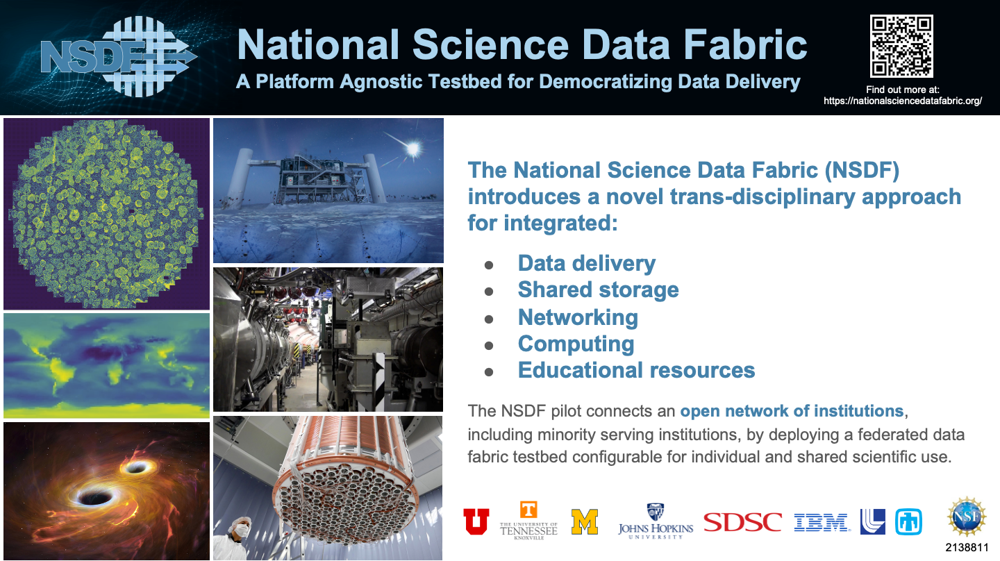 NSDF
National Science Data Fabric
A Platform Agnostic Testbed for Democratizing Data Delivery
Find out more at:
https://nationalsciencedatafabric.org/
The National Science Data Fabric (NSDF)
introduces a novel trans-disciplinary approach
for integrated:
● Data delivery
● Shared storage
● Networking
● Computing
● Educational resources
The NSDF pilot connects an open network of institutions,
including minority serving institutions, by deploying a federated data
fabric testbed configurable for individual and shared scientific use.
U
T
THE UNIVERSITY OF
TENNESSEE
KNOXVILLE
M
JOHNS HOPKINS
UNIVERSITY
SDSC
IBM
NSF
2138811